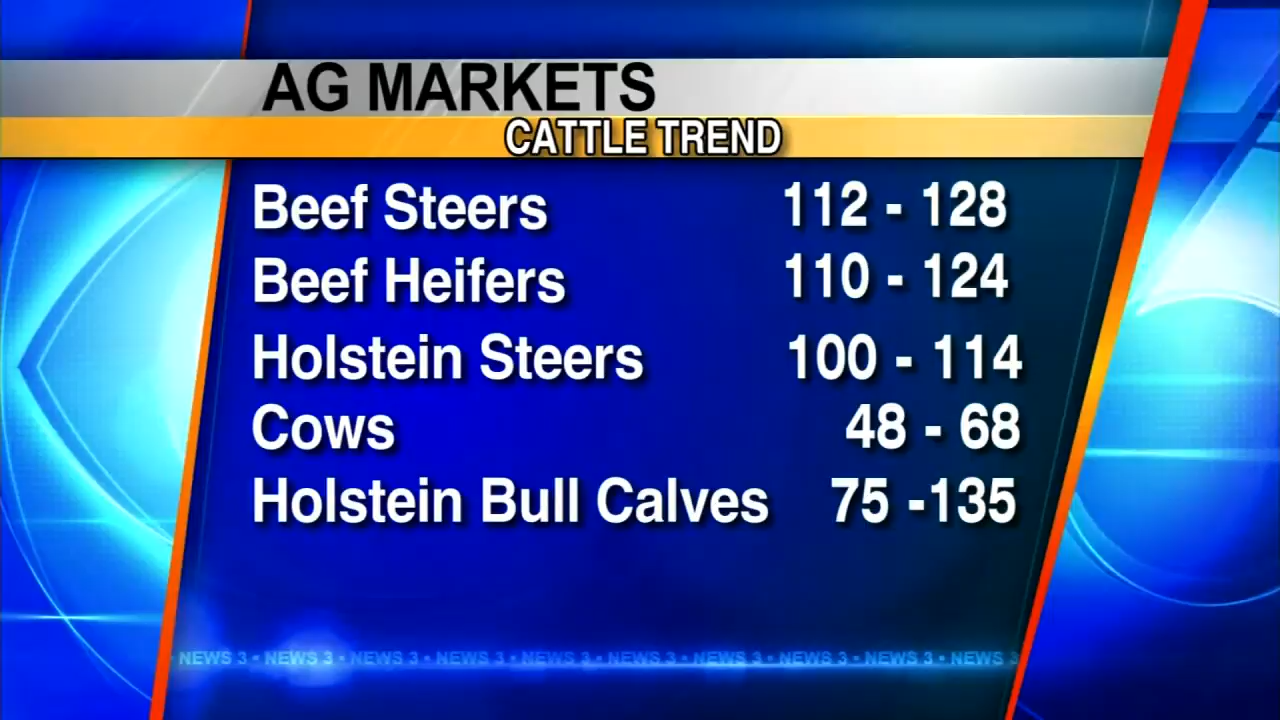 AG MARKETS
CATTLE TREND
Beef Steers 112 - 128
Beef Heifers 110 - 124
Holstein Steers 100 - 114
Cows 48 - 68
Holstein Bull Calves 75 -135
NEWS 3 - NEWS 3 - NEWS 3 - NEWS 3 - NEWS 3 - NEWS 3 - NEWS 3 - NEWS 3 - NEWS 3 - NEWS 3